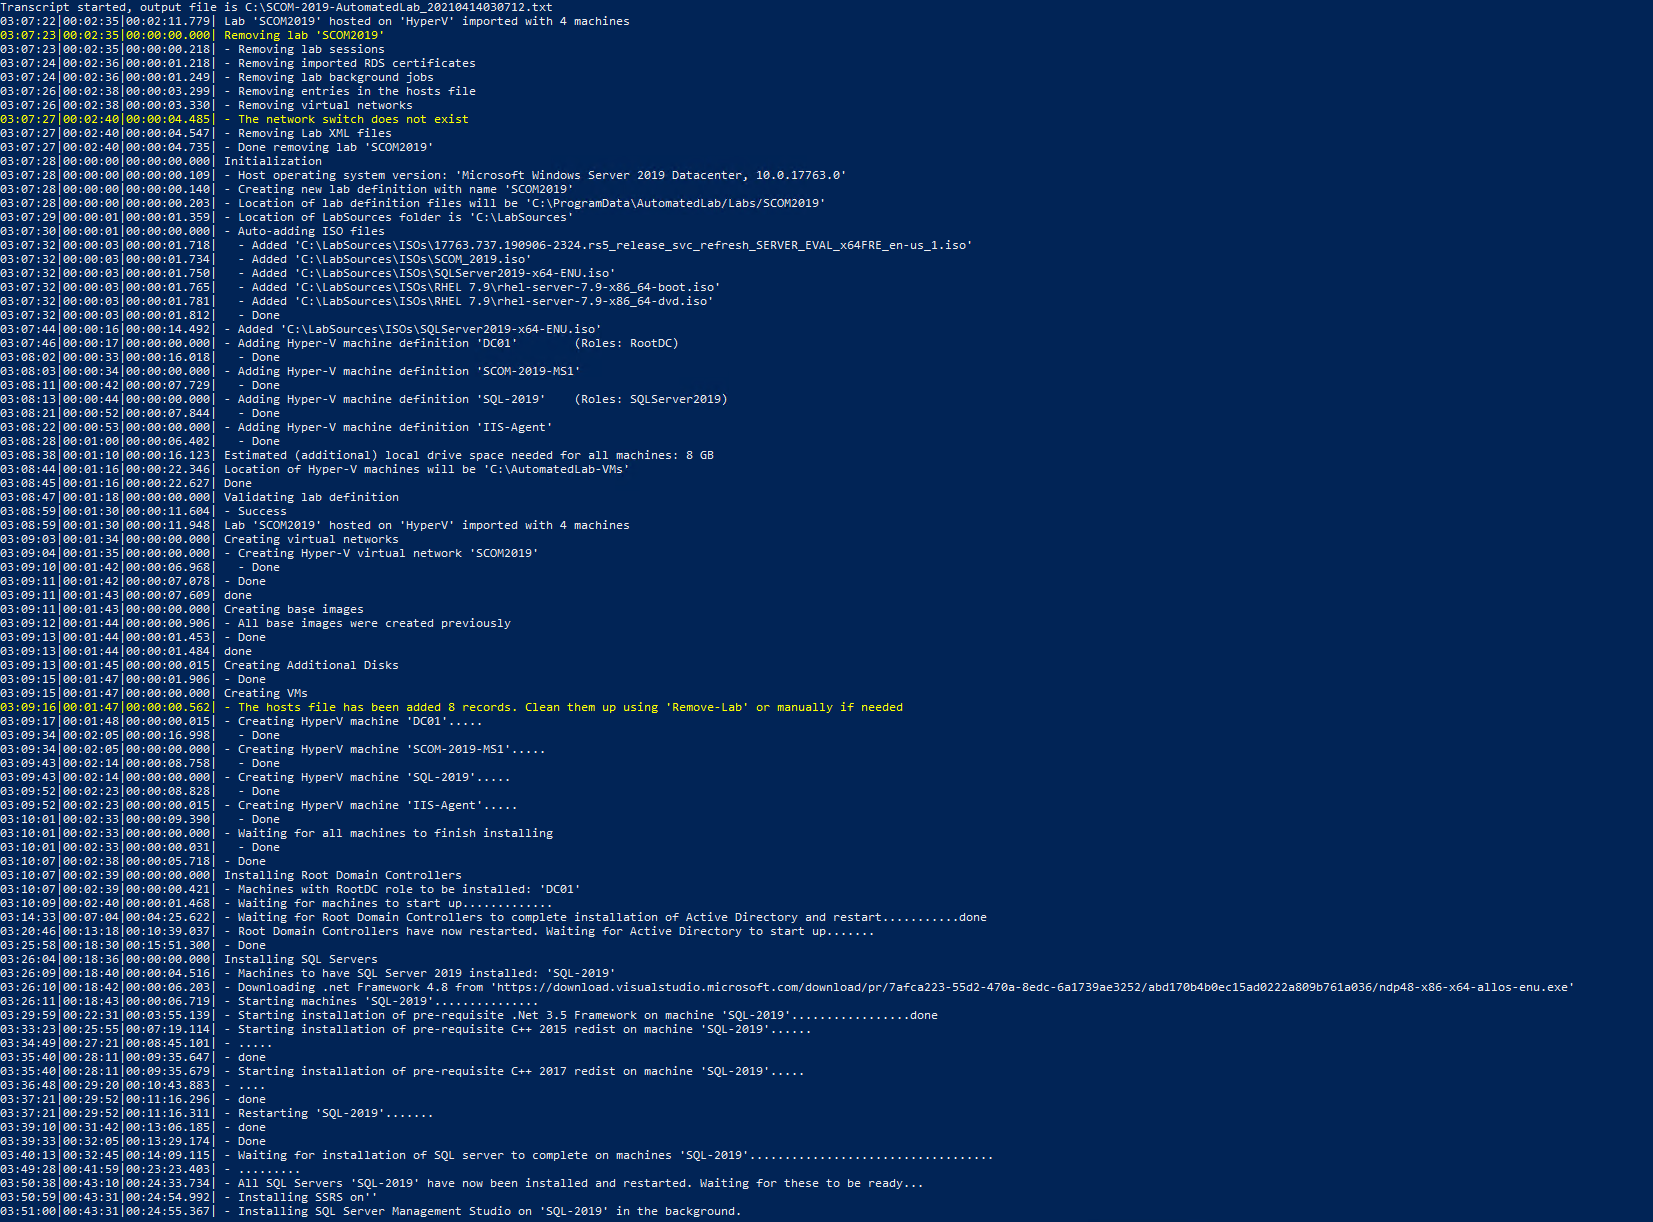 Transcript started, output file is C:\SCOM-2019-AutomatedLab_20210414030712.txt
03:07:22|00:02:35|00:02:11.779| Lab 'SCOM2019' hosted on 'HyperV' imported with 4 machines
03:07:23|00:02:35|00:00:00.000| Removing lab 'SCOM2019'
03:07:23|00:02:35|00:00:00.218| - Removing lab sessions
03:07:24|00:02:36|00:00:01.218| - Removing imported RDS certificates
03:07:24|00:02:36|00:00:01.249| - Removing lab background jobs
03:07:26|00:02:38|00:00:03.299| - Removing entries in the hosts file
03:07:26|00:02:38|00:00:03.330| - Removing virtual networks
03:07:27|00:02:40|00:00:04.485| - The network switch does not exist
03:07:27|00:02:40|00:00:04.547| - Removing Lab XML files
03:07:27|00:02:40|00:00:04.735| - Done removing lab 'SCOM2019'
03:07:28|00:00:00|00:00:00.000| Initialization
03:07:28|00:00:00|00:00:00.109| - Host operating system version: 'Microsoft Windows Server 2019 Datacenter, 10.0.17763.0'
03:07:28|00:00:00|00:00:00.140| - Creating new lab definition with name 'SCOM2019'
03:07:28|00:00:00|00:00:00.203| - Location of lab definition files will be 'C:\ProgramData\AutomatedLab/Labs/SCOM2019'
03:07:29|00:00:01|00:00:01.359| - Location of LabSources folder is 'C:\LabSources'
03:07:30|00:00:01|00:00:00.000| - Auto-adding ISO files
03:07:32|00:00:03|00:00:01.718|   - Added 'C:\LabSources\ISOs\17763.737.190906-2324.rs5_release_svc_refresh_SERVER_EVAL_x64FRE_en-us_1.iso'
03:07:32|00:00:03|00:00:01.734|   - Added 'C:\LabSources\ISOs\SCOM_2019.iso'
03:07:32|00:00:03|00:00:01.750|   - Added 'C:\LabSources\ISOs\SQLServer2019-x64-ENU.iso'
03:07:32|00:00:03|00:00:01.765|   - Added 'C:\LabSources\ISOs\RHEL 7.9\rhel-server-7.9-x86_64-boot.iso'
03:07:32|00:00:03|00:00:01.781|   - Added 'C:\LabSources\ISOs\RHEL 7.9\rhel-server-7.9-x86_64-dvd.iso'
03:07:32|00:00:03|00:00:01.812|   - Done
03:07:44|00:00:16|00:00:14.492| - Added 'C:\LabSources\ISOs\SQLServer2019-x64-ENU.iso'
03:07:46|00:00:17|00:00:00.000| - Adding Hyper-V machine definition 'DC01'        (Roles: RootDC)
03:08:02|00:00:33|00:00:16.018|   - Done
03:08:03|00:00:34|00:00:00.000| - Adding Hyper-V machine definition 'SCOM-2019-MS1'
03:08:11|00:00:42|00:00:07.729|   - Done
03:08:13|00:00:44|00:00:00.000| - Adding Hyper-V machine definition 'SQL-2019'    (Roles: SQLServer2019)
03:08:21|00:00:52|00:00:07.844|   - Done
03:08:22|00:00:53|00:00:00.000| - Adding Hyper-V machine definition 'IIS-Agent'
03:08:28|00:01:00|00:00:06.402|   - Done
03:08:38|00:01:10|00:00:16.123| Estimated (additional) local drive space needed for all machines: 8 GB
03:08:44|00:01:16|00:00:22.346| Location of Hyper-V machines will be 'C:\AutomatedLab-VMs'
03:08:45|00:01:16|00:00:22.627| Done
03:08:47|00:01:18|00:00:00.000| Validating lab definition
03:08:59|00:01:30|00:00:11.604| - Success
03:08:59|00:01:30|00:00:11.948| Lab 'SCOM2019' hosted on 'HyperV' imported with 4 machines
03:09:03|00:01:34|00:00:00.000| Creating virtual networks
03:09:04|00:01:35|00:00:00.000| - Creating Hyper-V virtual network 'SCOM2019'
03:09:10|00:01:42|00:00:06.968|   - Done
03:09:11|00:01:42|00:00:07.078| - Done
03:09:11|00:01:43|00:00:07.609| done
03:09:11|00:01:43|00:00:00.000| Creating base images
03:09:12|00:01:44|00:00:00.906| - All base images were created previously
03:09:13|00:01:44|00:00:01.453| - Done
03:09:13|00:01:44|00:00:01.484| done
03:09:13|00:01:45|00:00:00.015| Creating Additional Disks
03:09:15|00:01:47|00:00:01.906| - Done
03:09:15|00:01:47|00:00:00.000| Creating VMs
03:09:16|00:01:47|00:00:00.562| - The hosts file has been added 8 records. Clean them up using 'Remove-Lab' or manually if needed
03:09:17|00:01:48|00:00:00.015| - Creating HyperV machine 'DC01'.....
03:09:34|00:02:05|00:00:16.998|   - Done
03:09:34|00:02:05|00:00:00.000| - Creating HyperV machine 'SCOM-2019-MS1'.....
03:09:43|00:02:14|00:00:08.758|   - Done
03:09:43|00:02:14|00:00:00.000| - Creating HyperV machine 'SQL-2019'.....
03:09:52|00:02:23|00:00:08.828|   - Done
03:09:52|00:02:23|00:00:00.015| - Creating HyperV machine 'IIS-Agent'.....
03:10:01|00:02:33|00:00:09.390|   - Done
03:10:01|00:02:33|00:00:00.000| - Waiting for all machines to finish installing
03:10:01|00:02:33|00:00:00.031|   - Done
03:10:07|00:02:38|00:00:05.718| - Done
03:10:07|00:02:39|00:00:00.000| Installing Root Domain Controllers
03:10:07|00:02:39|00:00:00.421| - Machines with RootDC role to be installed: 'DC01'
03:10:09|00:02:40|00:00:01.468| - Waiting for machines to start up.............
03:14:33|00:07:04|00:04:25.622| - Waiting for Root Domain Controllers to complete installation of Active Directory and restart...........done
03:20:46|00:13:18|00:10:39.037| - Root Domain Controllers have now restarted. Waiting for Active Directory to start up.......
03:25:58|00:18:30|00:15:51.300| - Done
03:26:04|00:18:36|00:00:00.000| Installing SQL Servers
03:26:09|00:18:40|00:00:04.516| - Machines to have SQL Server 2019 installed: 'SQL-2019'
03:26:10|00:18:42|00:00:06.203| - Downloading .net Framework 4.8 from 'https://download.visualstudio.microsoft.com/download/pr/7afca223-55d2-470a-8edc-6a1739ae3252/abd170b4b0ec15ad0222a809b761a036/ndp48-x86-x64-allos-enu.exe'
03:26:11|00:18:43|00:00:06.719| - Starting machines 'SQL-2019'...............
03:29:59|00:22:31|00:03:55.139| - Starting installation of pre-requisite .Net 3.5 Framework on machine 'SQL-2019'.................done
03:33:23|00:25:55|00:07:19.114| - Starting installation of pre-requisite C++ 2015 redist on machine 'SQL-2019'......
03:34:49|00:27:21|00:08:45.101| - .....
03:35:40|00:28:11|00:09:35.647| - done
03:35:40|00:28:11|00:09:35.679| - Starting installation of pre-requisite C++ 2017 redist on machine 'SQL-2019'.....
03:36:48|00:29:20|00:10:43.883| - ....
03:37:21|00:29:52|00:11:16.296| - done
03:37:21|00:29:52|00:11:16.311| - Restarting 'SQL-2019'.......
03:39:10|00:31:42|00:13:06.185| - done
03:39:33|00:32:05|00:13:29.174| - Done
03:40:13|00:32:45|00:14:09.115| - Waiting for installation of SQL server to complete on machines 'SQL-2019'...................................
03:49:28|00:41:59|00:23:23.403| - .........
03:50:38|00:43:10|00:24:33.734| - All SQL Servers 'SQL-2019' have now been installed and restarted. Waiting for these to be ready...
03:50:59|00:43:31|00:24:54.992| - Installing SSRS on''
03:51:00|00:43:31|00:24:55.367| - Installing SQL Server Management Studio on 'SQL-2019' in the background.